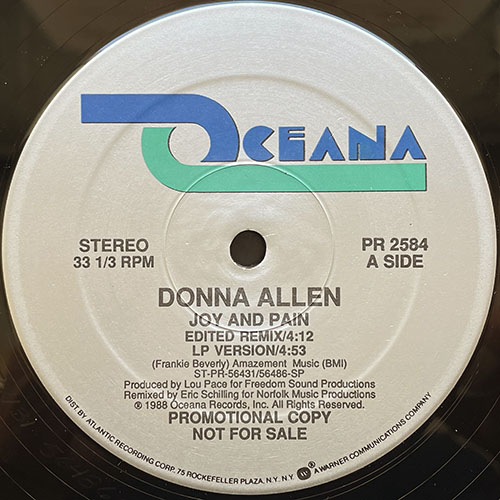 OCEANA
STEREO
33 1/3 RPM
PR 2584
A SIDE
DONNA ALLEN
JOY AND PAIN
EDITED REMIX/4:12
LP VERSION/4:53
(Frankie Beverly) Amazement Music (BMI)
ST-PR-56431/56486-SP
Produced by Lou Pace for Freedom Sound Productions
Remixed by Eric Schilling for Norfolk Music Productions
℗ 1988 Oceana Records, Inc. All Rights Reserved.
PROMOTIONAL COPY
NOT FOR SALE
DIST. BY ATLANTIC RECORDING CORP. 75 ROCKEFELLER PLAZA, N.Y. N.Y. A WARNER COMMUNICATIONS COMPANY